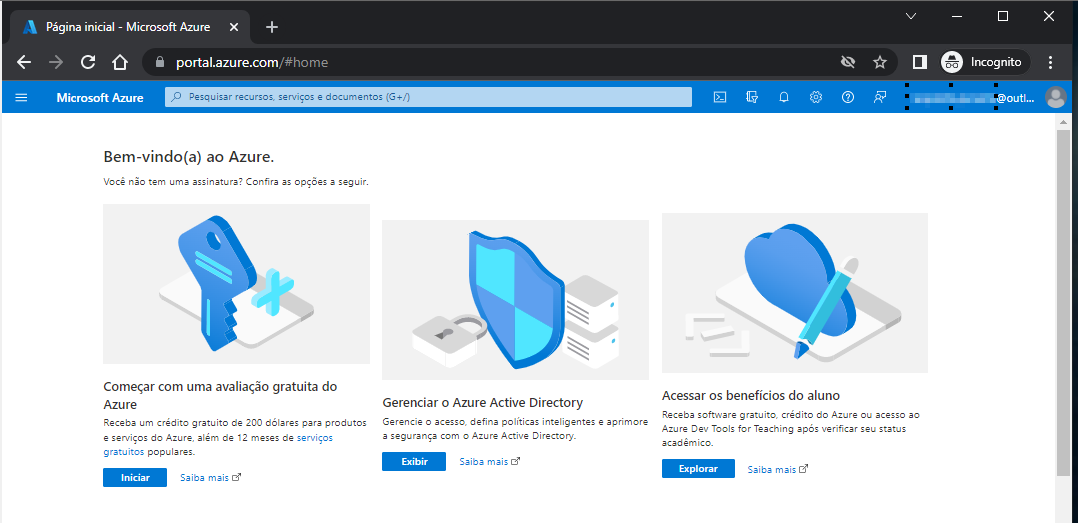 Página inicial - Microsoft Azure
portal.azure.com/#home
Incognito
Microsoft Azure
Pesquisar recursos, serviços e documentos (G+/)
@outl...
Bem-vindo(a) ao Azure.
Você não tem uma assinatura? Confira as opções a seguir.
Começar com uma avaliação gratuita do
Azure
Receba um crédito gratuito de 200 dólares para produtos
e serviços do Azure, além de 12 meses de serviços
gratuitos populares.
Iniciar
Saiba mais
Gerenciar o Azure Active Directory
Gerencie o acesso, defina políticas inteligentes e aprimore
a segurança com o Azure Active Directory.
Exibir
Saiba mais
Acessar os benefícios do aluno
Receba software gratuito, crédito do Azure ou acesso ao
Azure Dev Tools for Teaching após verificar seu status
acadêmico.
Explorar
Saiba mais